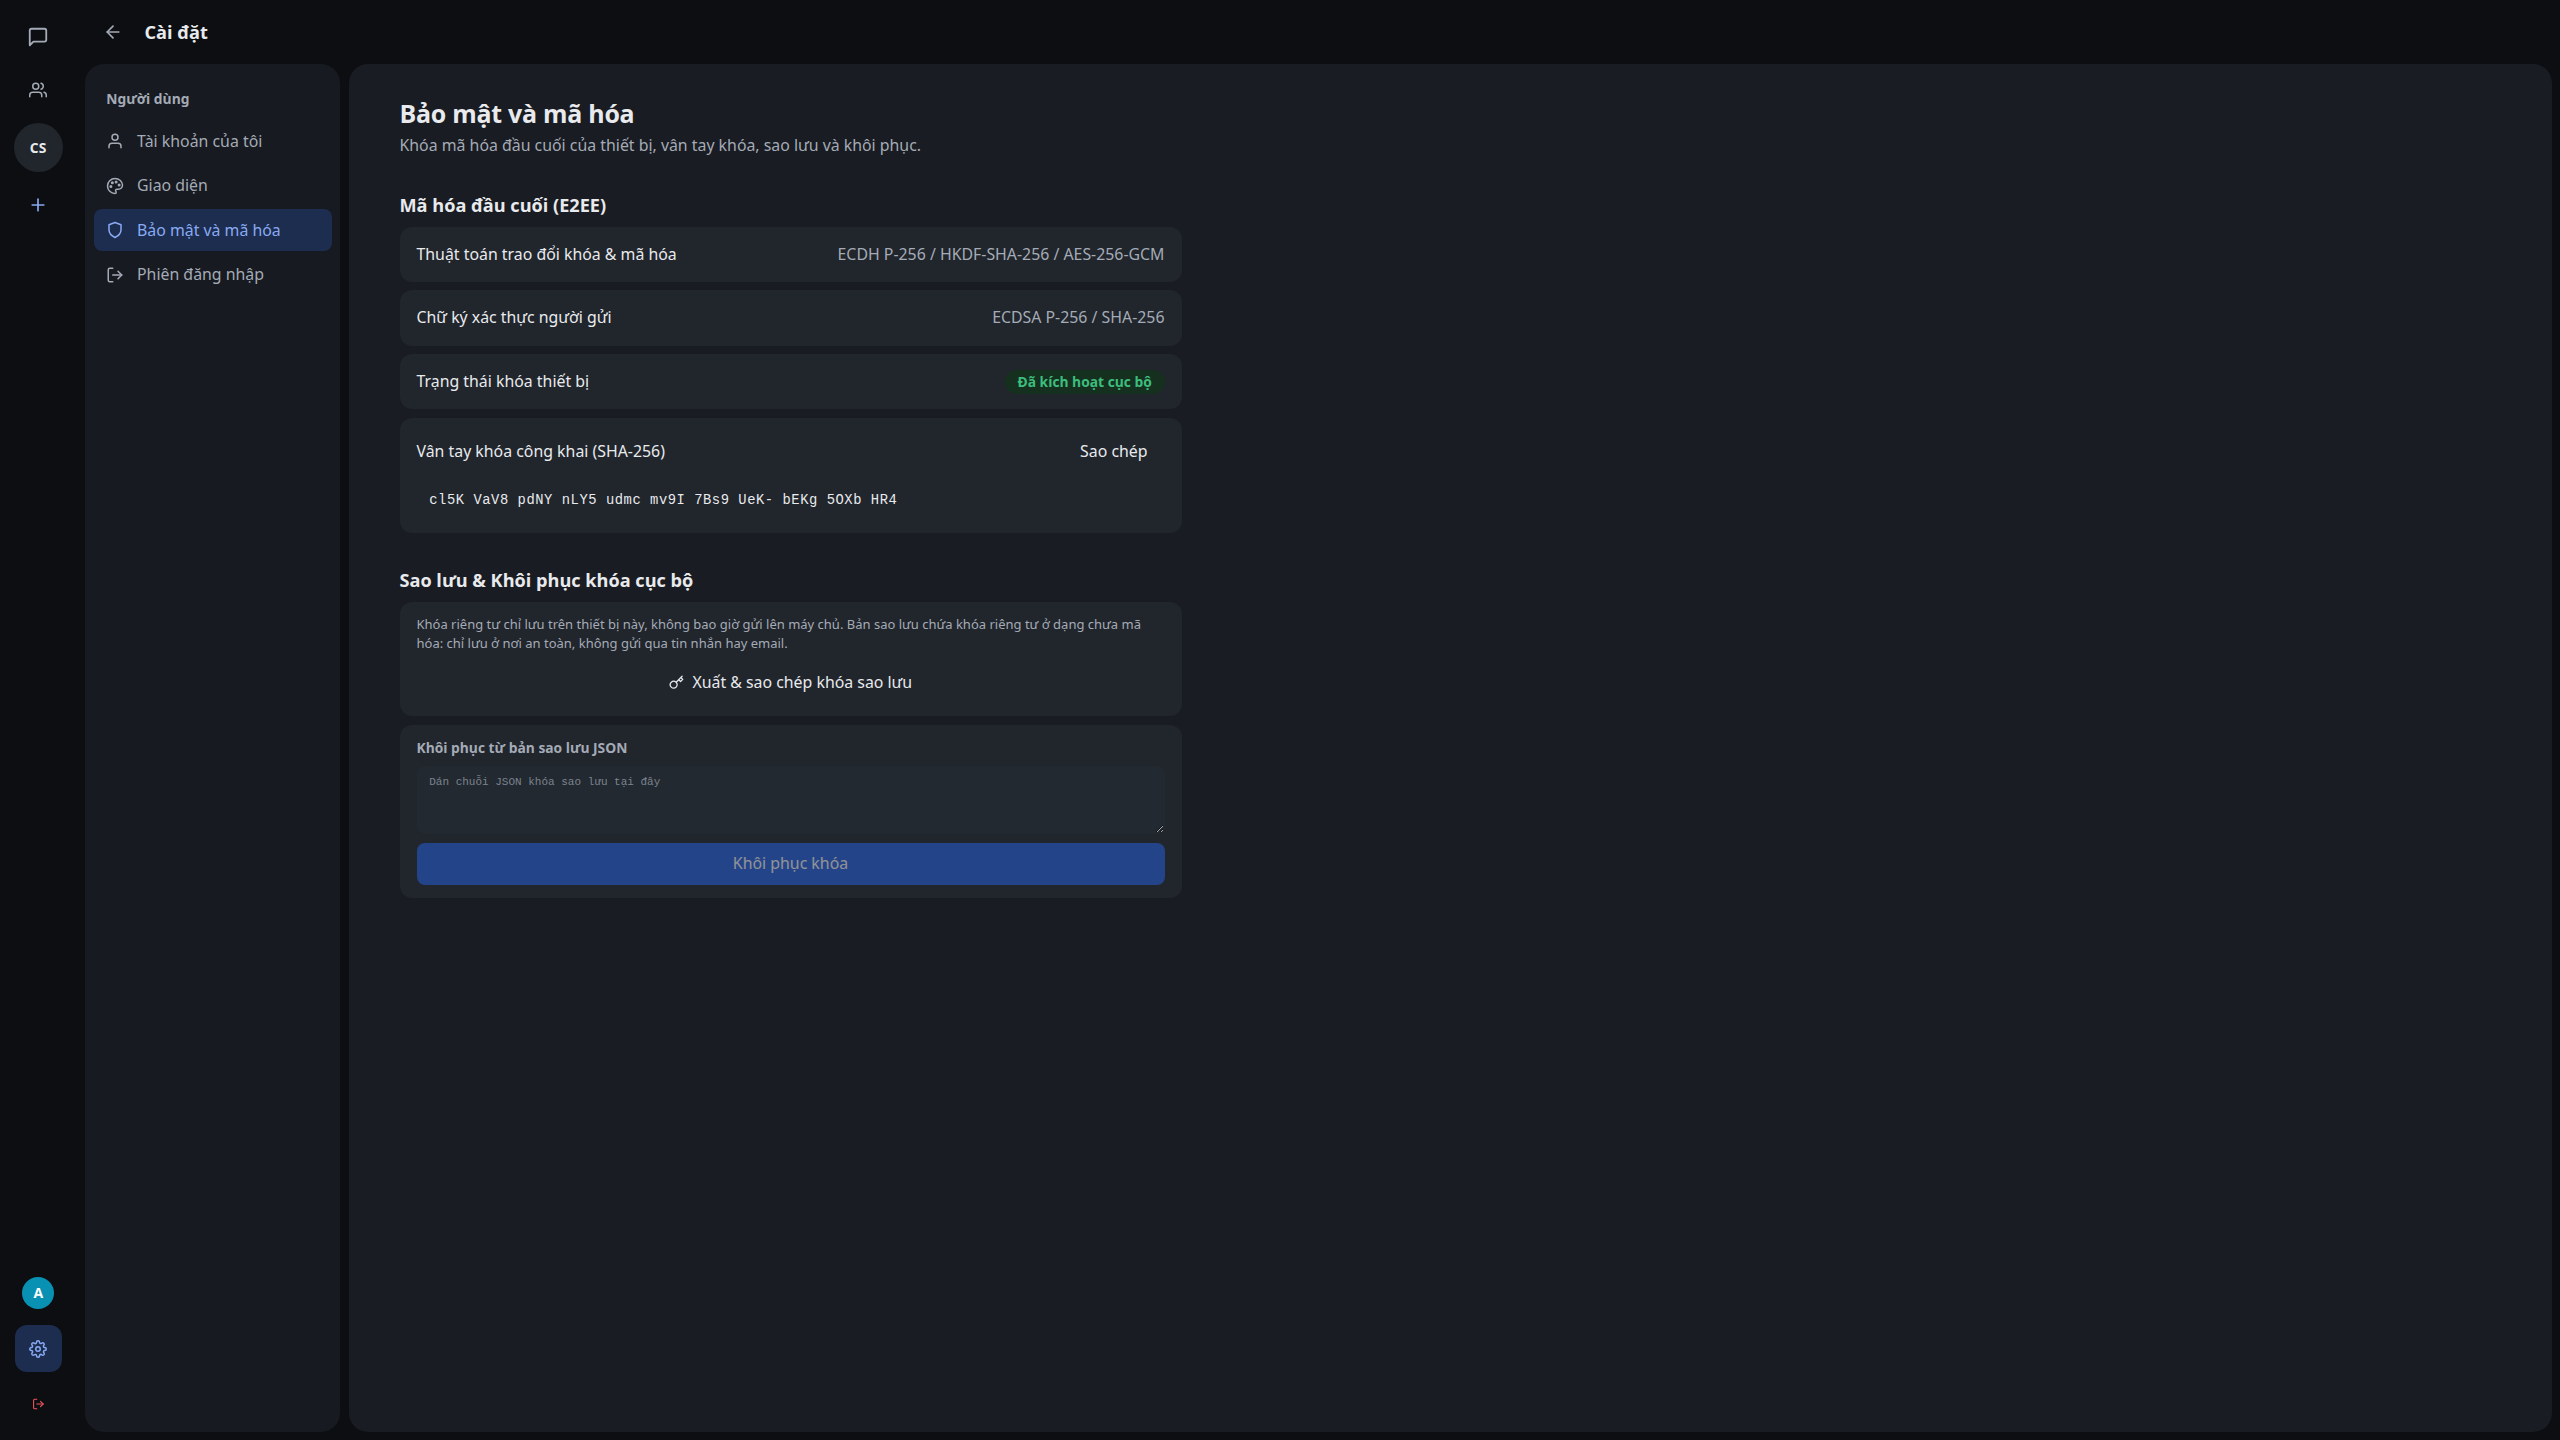 Cài đặt
CS
Người dùng
Tài khoản của tôi
Giao diện
Bảo mật và mã hóa
Phiên đăng nhập
A
Bảo mật và mã hóa
Khóa mã hóa đầu cuối của thiết bị, vân tay khóa, sao lưu và khôi phục.
Mã hóa đầu cuối (E2EE)
Thuật toán trao đổi khóa & mã hóa ECDH P-256 / HKDF-SHA-256 / AES-256-GCM
Chữ ký xác thực người gửi ECDSA P-256 / SHA-256
Trạng thái khóa thiết bị Đã kích hoạt cục bộ
Vân tay khóa công khai (SHA-256) Sao chép
cl5K VaV8 pdNY nLY5 udmc mv9I 7Bs9 UeK- bEKg 5OXb HR4
Sao lưu & Khôi phục khóa cục bộ
Khóa riêng tư chỉ lưu trên thiết bị này, không bao giờ gửi lên máy chủ. Bản sao lưu chứa khóa riêng tư ở dạng chưa mã
hóa: chỉ lưu ở nơi an toàn, không gửi qua tin nhắn hay email.
Xuất & sao chép khóa sao lưu
Khôi phục từ bản sao lưu JSON
Dán chuỗi JSON khóa sao lưu tại đây
Khôi phục khóa